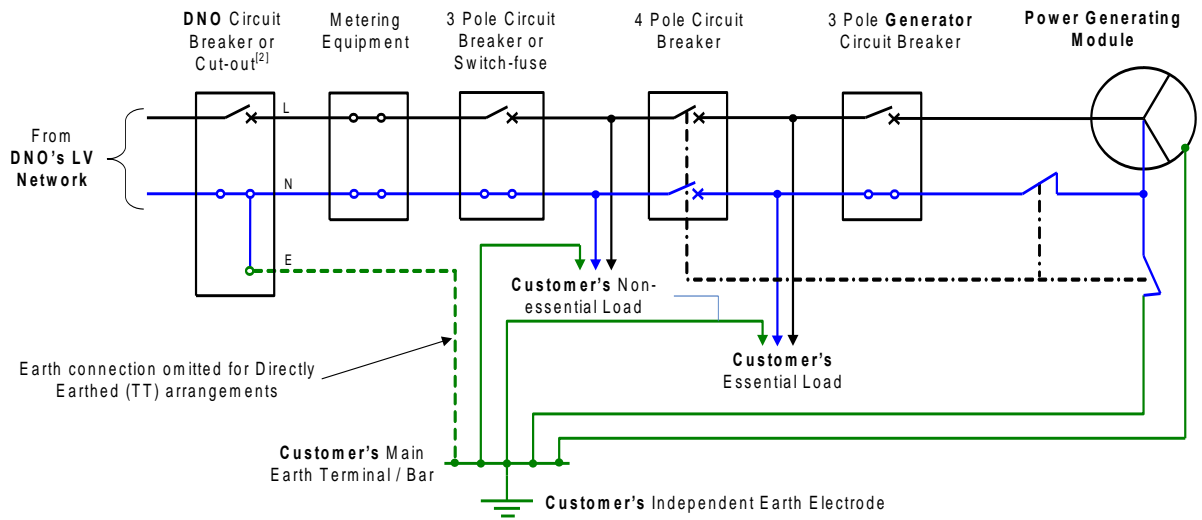 DNO Circuit
Breaker or
Cut-out[2]
Metering
Equipment
3 Pole Circuit
Breaker or
Switch-fuse
4 Pole Circuit
Breaker
3 Pole Generator
Circuit Breaker
Power Generating
Module
L
From
DNO's LV
Network
N
E
Customer's Non-
essential Load
Customer's
Essential Load
Earth connection omitted for Directly
Earthed (TT) arrangements
Customer's Main
Earth Terminal / Bar
Customer's Independent Earth Electrode